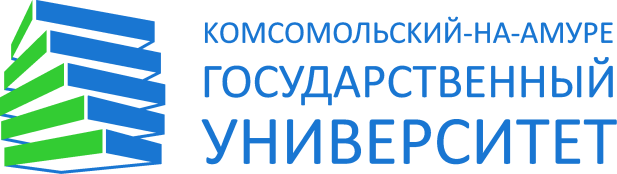 КОМСОМОЛЬСКИЙ-НА-АМУРЕ
ГОСУДАРСТВЕННЫЙ
УНИВЕРСИТЕТ